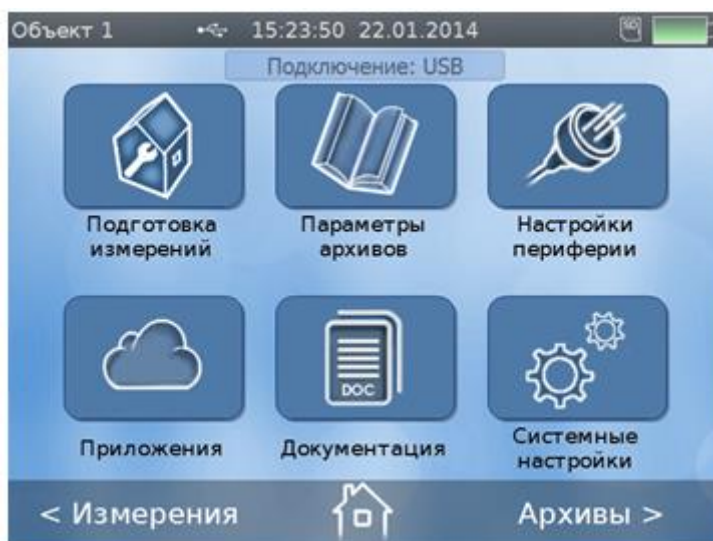 Объект 1 15:23:50 22.01.2014
Подключение: USB
Подготовка
измерений
Параметры
архивов
Настройки
периферии
DOC
Приложения
Документация
Системные
настройки
< Измерения
Архивы >